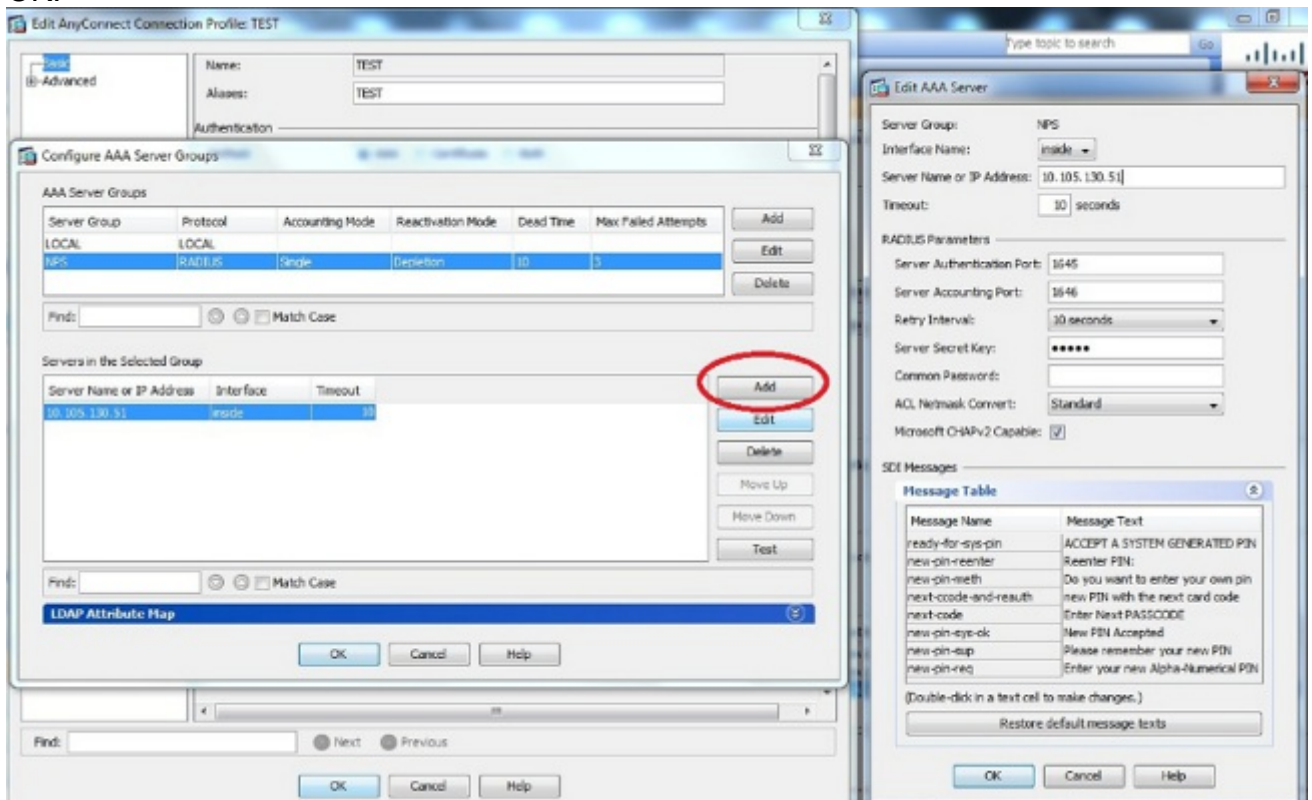 Edit AnyConnect Connection Profile: TEST
Type topic to search
Go
Basic
Advanced
Name:
TEST
Aliases:
TEST
Authentication
Configure AAA Server Groups
AAA Server Groups
Server Group Protocol Accounting Mode Reactivation Mode Dead Time Max Failed Attempts
LOCAL LOCAL
NPS RADIUS Single Depletion 10 3
Add
Edit
Delete
Find:
Match Case
Servers in the Selected Group
Server Name or IP Address Interface Timeout
10.105.130.51 inside 10
Add
Edit
Delete
Move Up
Move Down
Test
Find:
Match Case
LDAP Attribute Map
OK Cancel Help
Find:
Next Previous
OK Cancel Help
Edit AAA Server
Server Group: NPS
Interface Name: inside
Server Name or IP Address: 10.105.130.51
Timeout: 10 seconds
RADIUS Parameters
Server Authentication Port: 1645
Server Accounting Port: 1646
Retry Interval: 10 seconds
Server Secret Key: •••••
Common Password:
ACL Netmask Convert: Standard
Microsoft CHAPv2 Capable:
SDI Messages
Message Table
Message Name Message Text
ready-for-sys-pin ACCEPT A SYSTEM GENERATED PIN
new-pin-reenter Reenter PIN:
new-pin-meth Do you want to enter your own pin
next-ccode-and-reauth new PIN with the next card code
next-code Enter Next PASSCODE
new-pin-sys-ok New PIN Accepted
new-pin-sup Please remember your new PIN
new-pin-req Enter your new Alpha-Numerical PIN
(Double-click in a text cell to make changes.)
Restore default message texts
OK Cancel Help